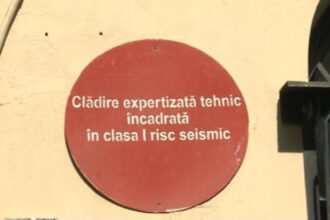 Clădire expertizată tehnic
încadrată
în clasa I risc seismic